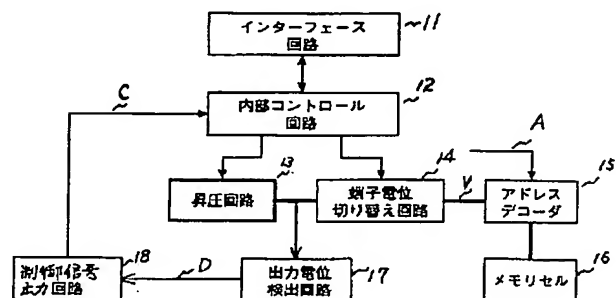 インターフェース
回路
11
C
内部コントロール
回路
12
A
昇圧回路
13
端子電位
切り替え回路
14
V
アドレス
デコーダ
15
制御信号
出力回路
18
D
出力電位
検出回路
17
メモリセル
16